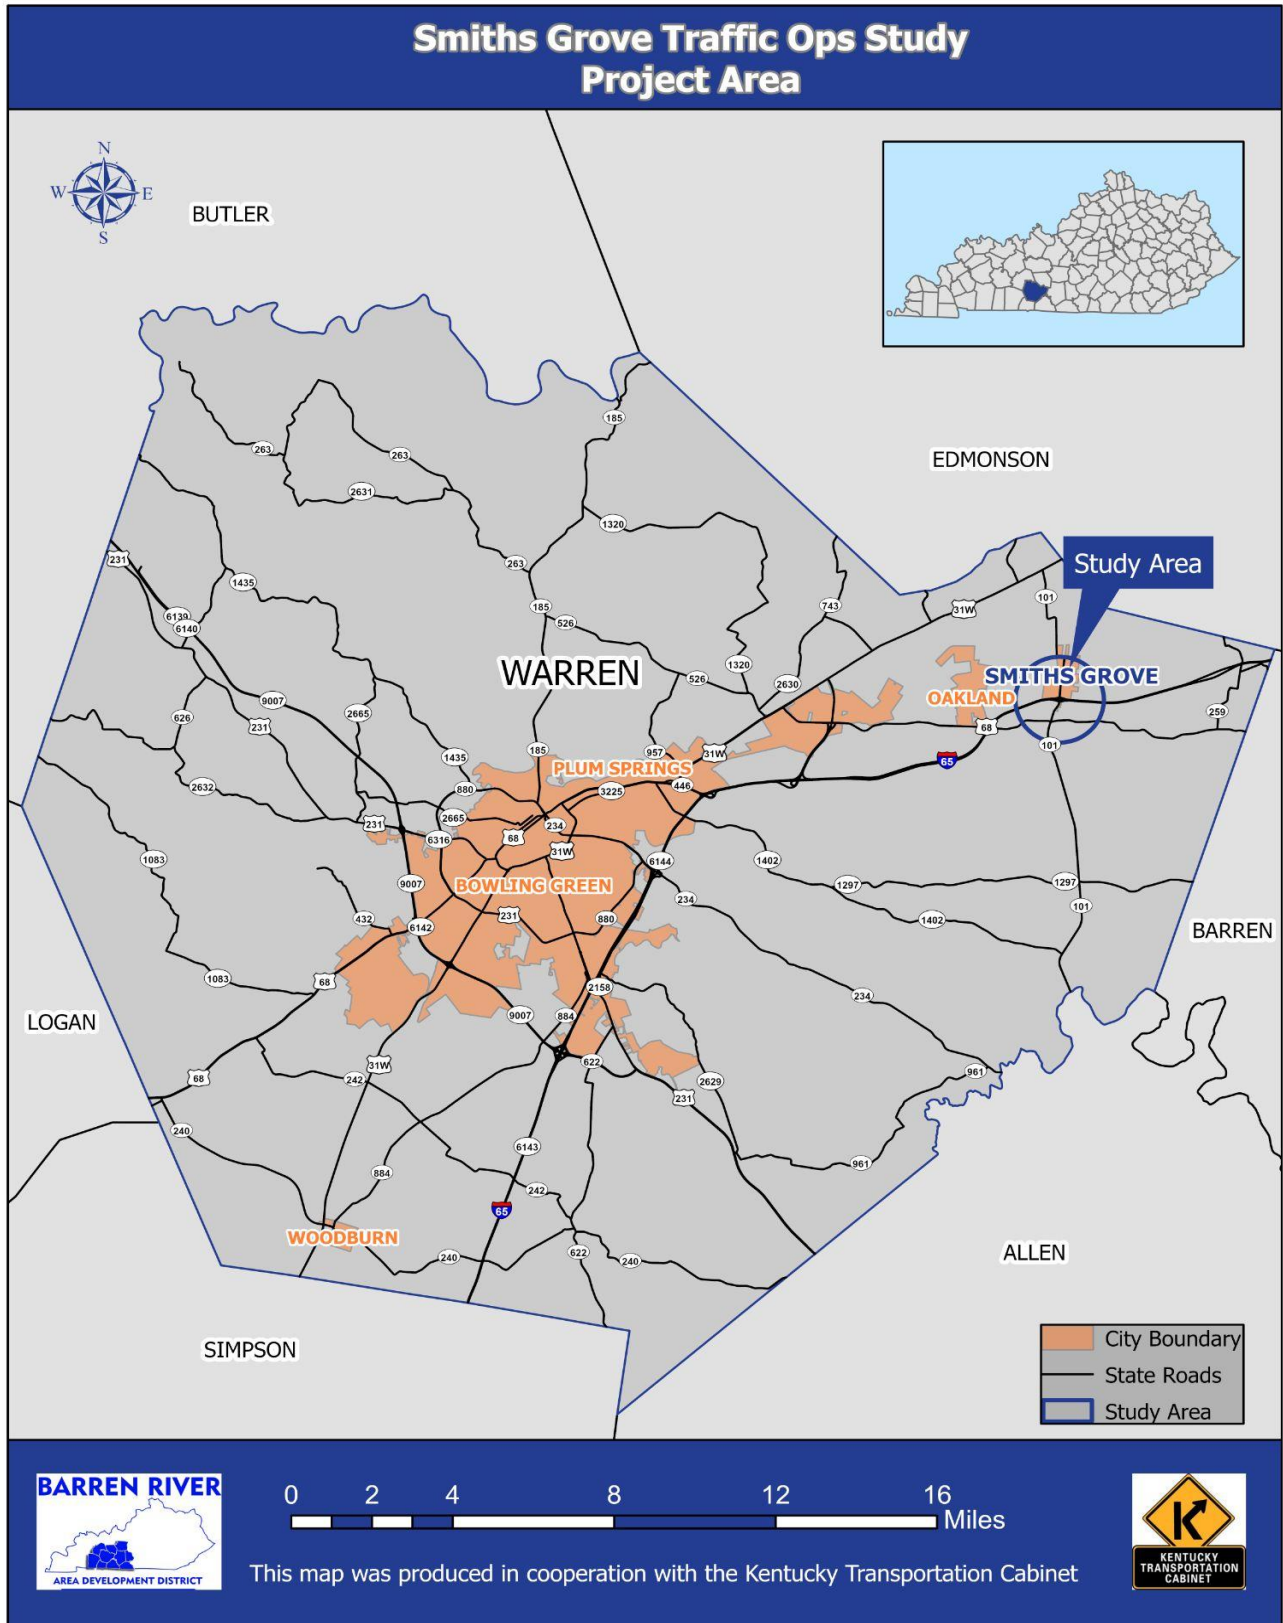 Smiths Grove Traffic Ops Study
Project Area
N
W E
S
BUTLER
EDMONSON
185
263
263
2631
1320
231
263
Study Area
1435
101
185
743
31W
6139
526
6140
WARREN
1320
526
SMITHS GROVE
2630
OAKLAND
9007
2665
626
231
259
68
101
185
957
31W
1435
65
PLUM SPRINGS
446
2632
880
3225
2665
231
234
6316
68
31W
1083
6144
1402
9007
BOWLING GREEN
1297
1297
234
101
432
231
880
1402
6142
BARREN
1083
68
2158
234
9007
884
LOGAN
31W
622
961
68
242
2629
231
240
6143
961
884
242
65
WOODBURN
622
240
240
ALLEN
SIMPSON
City Boundary
State Roads
Study Area
BARREN RIVER
AREA DEVELOPMENT DISTRICT
0 2 4 8 12 16
Miles
This map was produced in cooperation with the Kentucky Transportation Cabinet
K
KENTUCKY
TRANSPORTATION
CABINET